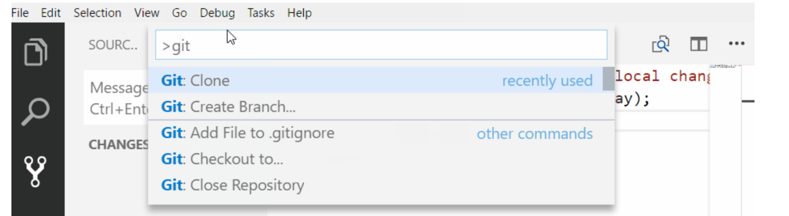 File Edit Selection View Go Debug Tasks Help
SOURC..
>git
Message
Ctrl+Ente
Git: Clone recently used
local chang
Git: Create Branch...
ay);
Git: Add File to .gitignore other commands
CHANGES
Git: Checkout to...
Git: Close Repository